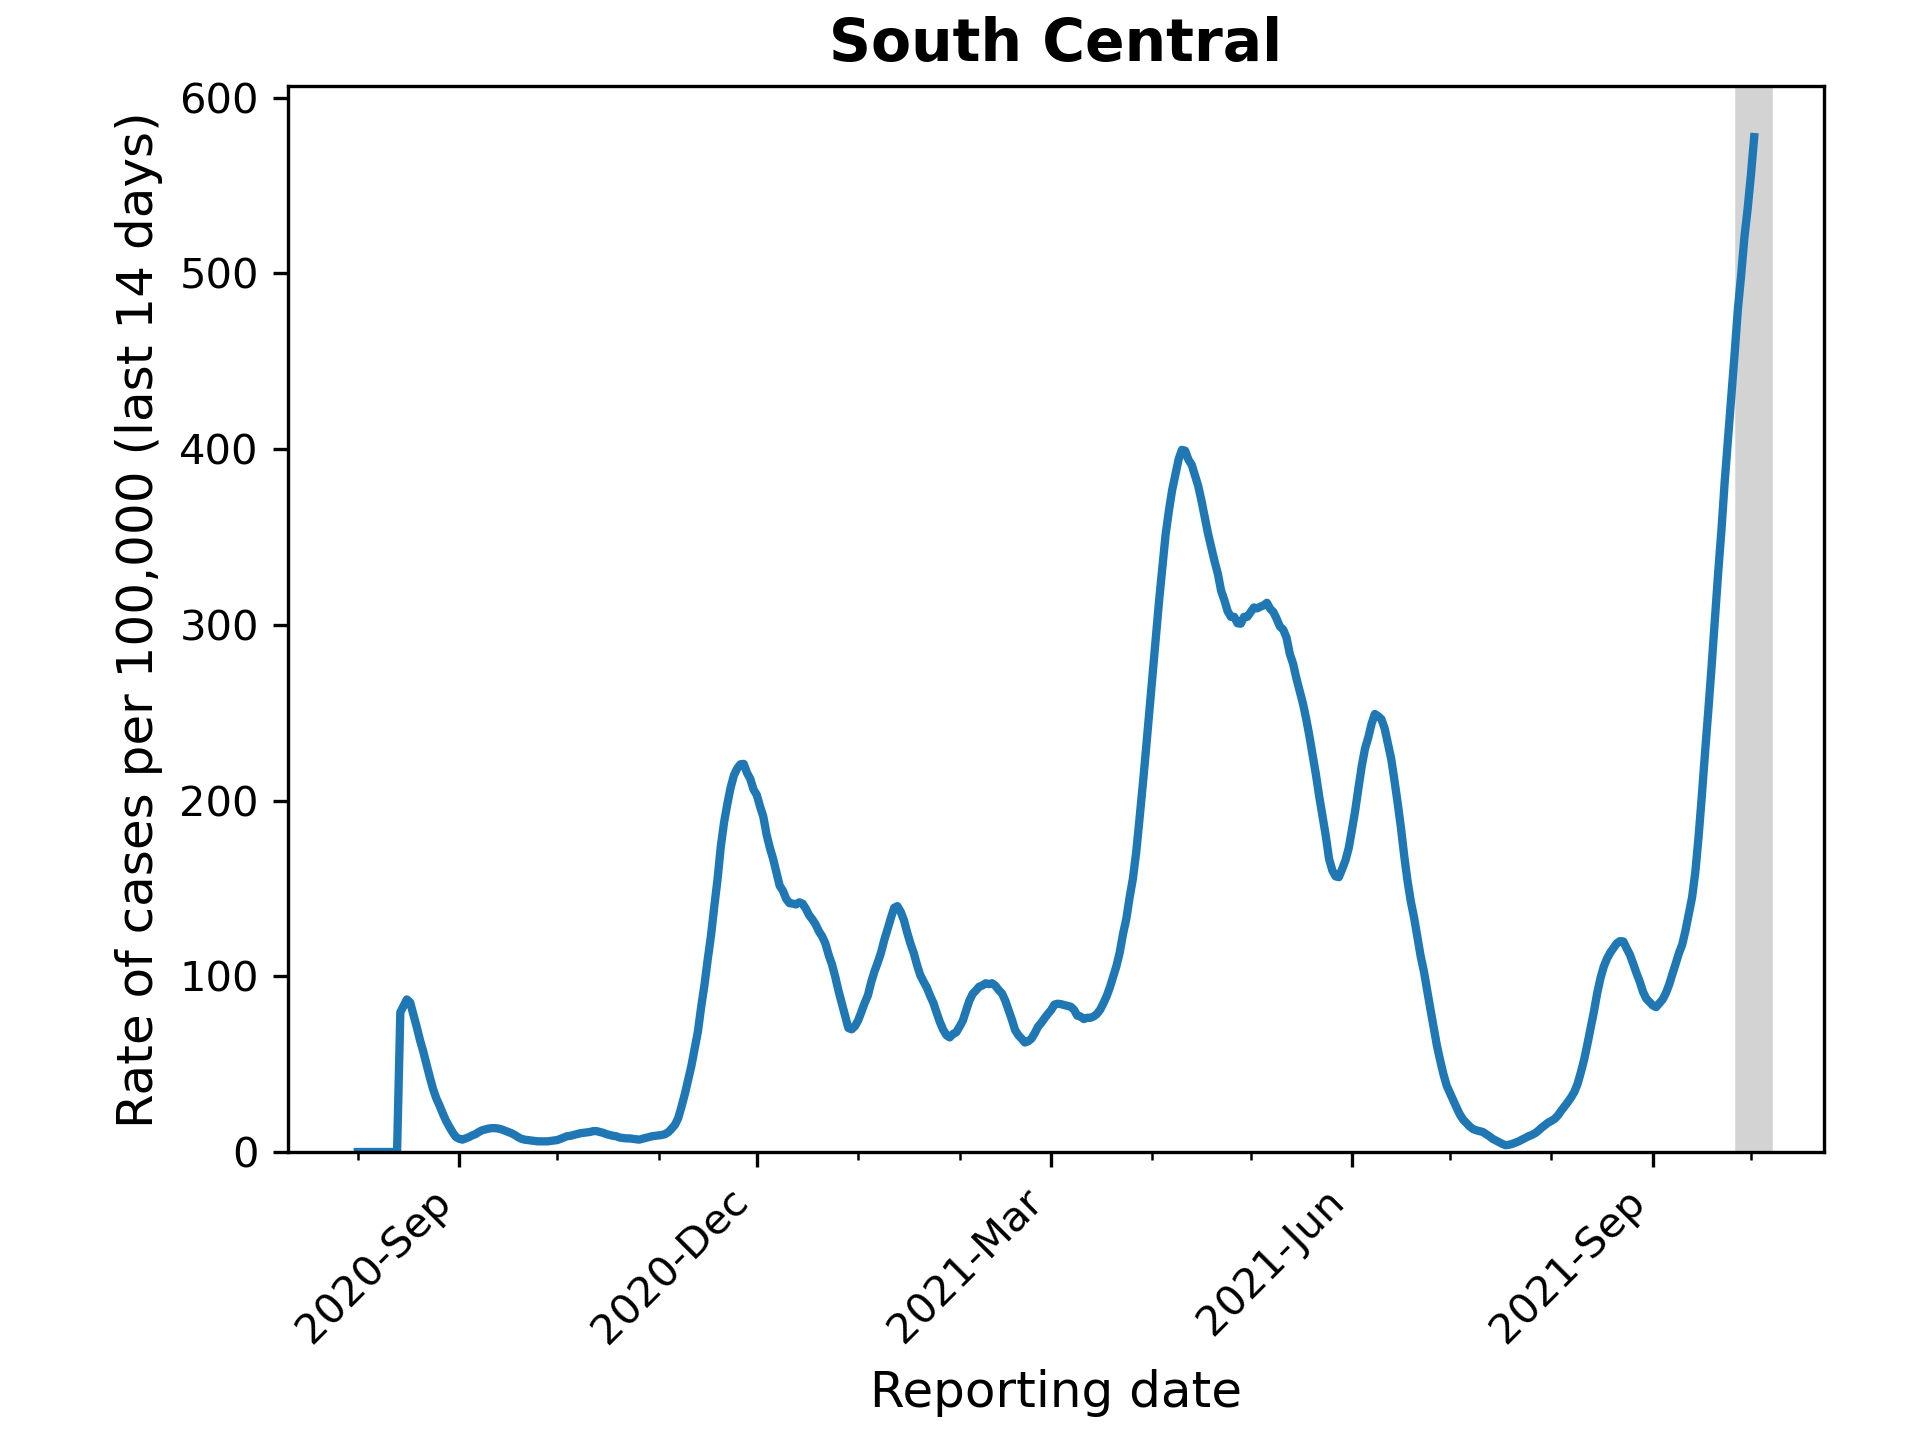 South Central
Rate of cases per 100,000 (last 14 days)
600
500
400
300
200
100
0
2020-Sep
2020-Dec
2021-Mar
2021-Jun
2021-Sep
Reporting date